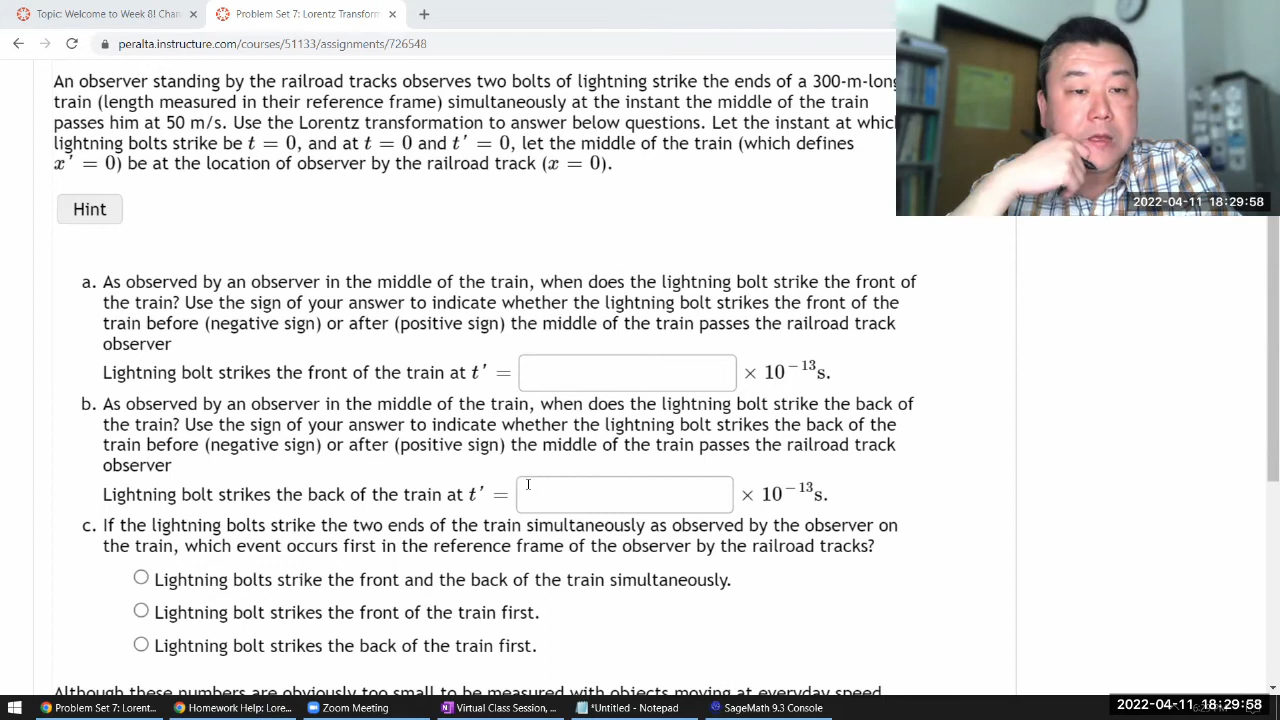 Topic: Welcome to Week 8! Chan
Problem Set 7: Lorentz Transform
peralta.instructure.com/courses/51133/assignments/726548
An observer standing by the railroad tracks observes two bolts of lightning strike the ends of a 300-m-long
train (length measured in their reference frame) simultaneously at the instant the middle of the train
passes him at 50 m/s. Use the Lorentz transformation to answer below questions. Let the instant at which
lightning bolts strike be t = 0, and at t = 0 and t' = 0, let the middle of the train (which defines
x' = 0) be at the location of observer by the railroad track (x = 0).
Hint
a. As observed by an observer in the middle of the train, when does the lightning bolt strike the front of
the train? Use the sign of your answer to indicate whether the lightning bolt strikes the front of the
train before (negative sign) or after (positive sign) the middle of the train passes the railroad track
observer
Lightning bolt strikes the front of the train at t' = × 10⁻¹³s.
b. As observed by an observer in the middle of the train, when does the lightning bolt strike the back of
the train? Use the sign of your answer to indicate whether the lightning bolt strikes the back of the
train before (negative sign) or after (positive sign) the middle of the train passes the railroad track
observer
Lightning bolt strikes the back of the train at t' = × 10⁻¹³s.
c. If the lightning bolts strike the two ends of the train simultaneously as observed by the observer on
the train, which event occurs first in the reference frame of the observer by the railroad tracks?
Lightning bolts strike the front and the back of the train simultaneously.
Lightning bolt strikes the front of the train first.
Lightning bolt strikes the back of the train first.
Although these numbers are obviously too small to be measured with objects moving at everyday speed
2022-04-11 18:29:58
Problem Set 7: Lorent...
Homework Help: Lore...
Zoom Meeting
Virtual Class Session, ...
*Untitled - Notepad
SageMath 9.3 Console
2022-04-11 18:29:58